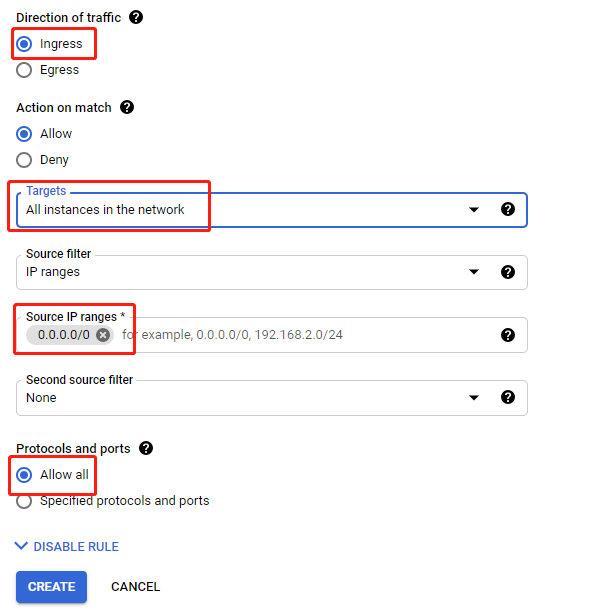 Direction of traffic
Ingress
Egress
Action on match
Allow
Deny
Targets
All instances in the network
Source filter
IP ranges
Source IP ranges *
0.0.0.0/0 for example, 0.0.0.0/0, 192.168.2.0/24
Second source filter
None
Protocols and ports
Allow all
Specified protocols and ports
DISABLE RULE
CREATE CANCEL